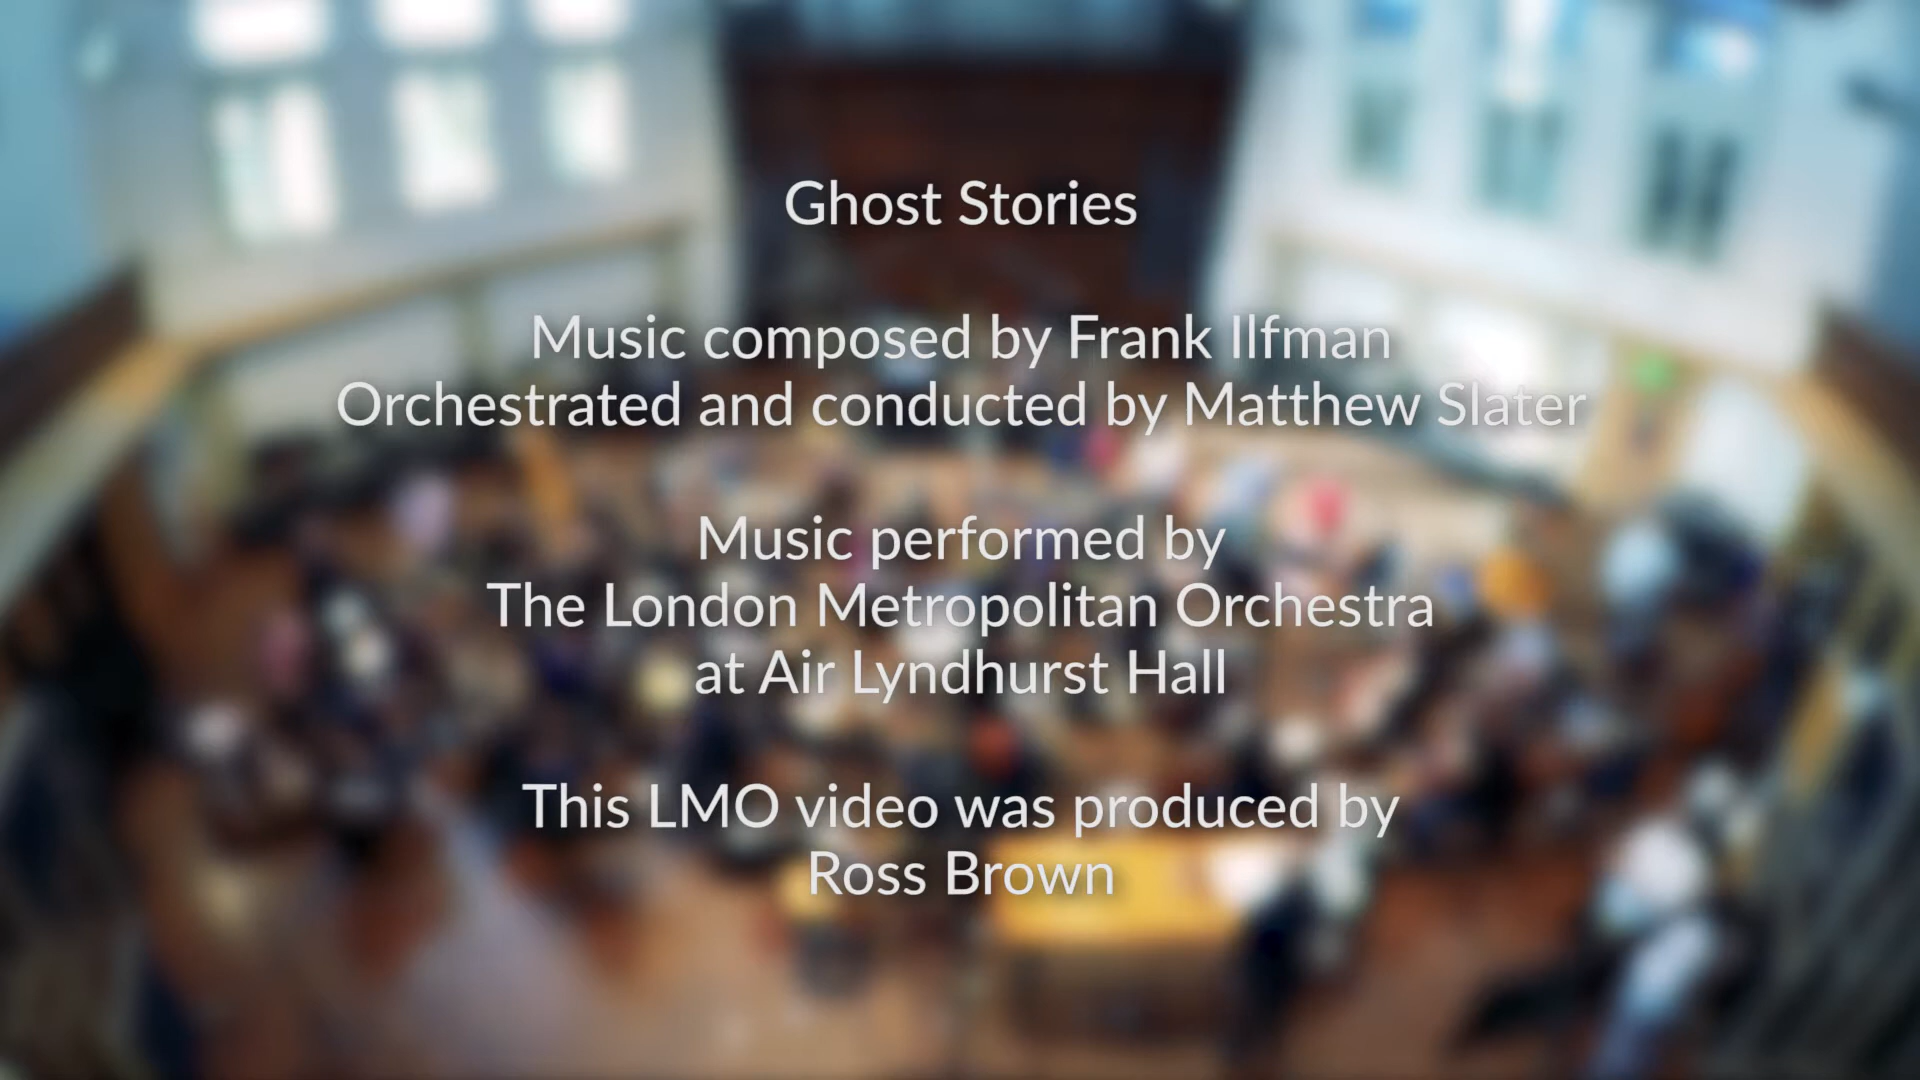 Ghost Stories
Music composed by Frank Ilfman
Orchestrated and conducted by Matthew Slater
Music performed by
The London Metropolitan Orchestra
at Air Lyndhurst Hall
This LMO video was produced by
Ross Brown